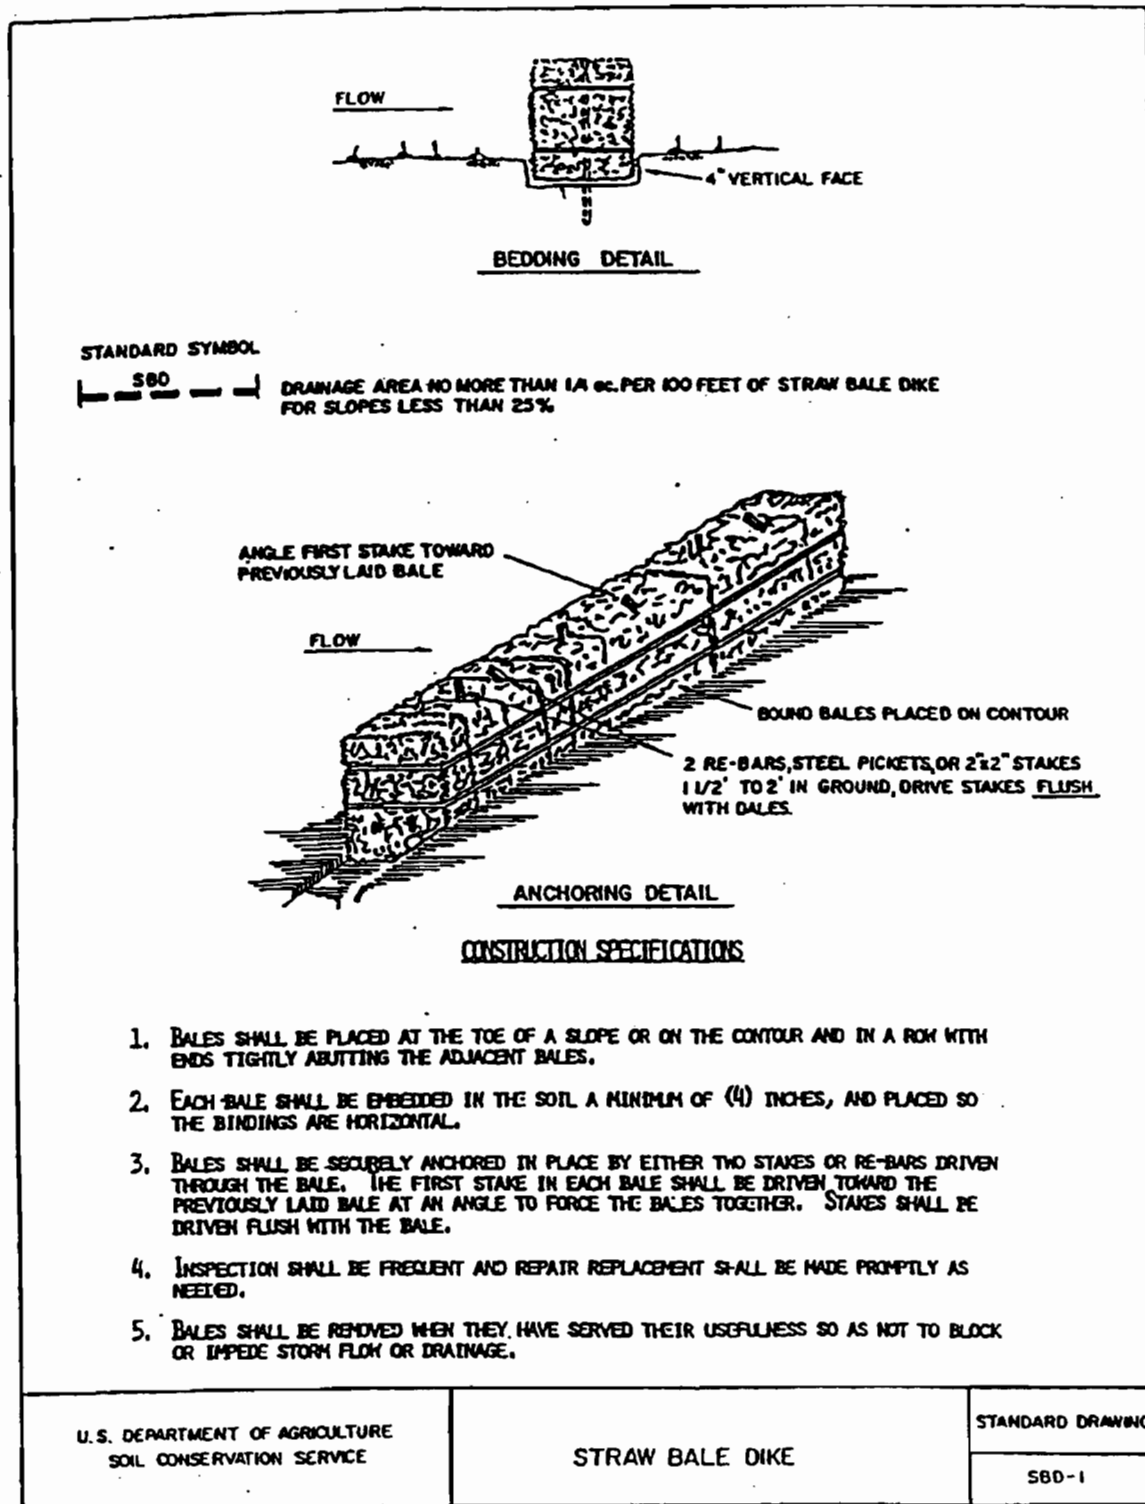 FLOW
4" VERTICAL FACE
BEDDING DETAIL
STANDARD SYMBOL
SBD
DRAINAGE AREA NO MORE THAN 1/4 ac. PER 100 FEET OF STRAW BALE DIKE
FOR SLOPES LESS THAN 25%
ANGLE FIRST STAKE TOWARD
PREVIOUSLY LAID BALE
FLOW
BOUND BALES PLACED ON CONTOUR
2 RE-BARS, STEEL PICKETS, OR 2"x2" STAKES
1 1/2' TO 2' IN GROUND, DRIVE STAKES FLUSH
WITH BALES.
ANCHORING DETAIL
CONSTRUCTION SPECIFICATIONS
1. BALES SHALL BE PLACED AT THE TOE OF A SLOPE OR ON THE CONTOUR AND IN A ROW WITH
ENDS TIGHTLY ABUTTING THE ADJACENT BALES.
2. EACH BALE SHALL BE EMBEDDED IN THE SOIL A MINIMUM OF (4) INCHES, AND PLACED SO
THE BINDINGS ARE HORIZONTAL.
3. BALES SHALL BE SECURELY ANCHORED IN PLACE BY EITHER TWO STAKES OR RE-BARS DRIVEN
THROUGH THE BALE. THE FIRST STAKE IN EACH BALE SHALL BE DRIVEN TOWARD THE
PREVIOUSLY LAID BALE AT AN ANGLE TO FORCE THE BALES TOGETHER. STAKES SHALL BE
DRIVEN FLUSH WITH THE BALE.
4. INSPECTION SHALL BE FREQUENT AND REPAIR REPLACEMENT SHALL BE MADE PROMPTLY AS
NEEDED.
5. BALES SHALL BE REMOVED WHEN THEY HAVE SERVED THEIR USEFULNESS SO AS NOT TO BLOCK
OR IMPEDE STORM FLOW OR DRAINAGE.
U.S. DEPARTMENT OF AGRICULTURE
SOIL CONSERVATION SERVICE
STRAW BALE DIKE
STANDARD DRAWING
SBD-1